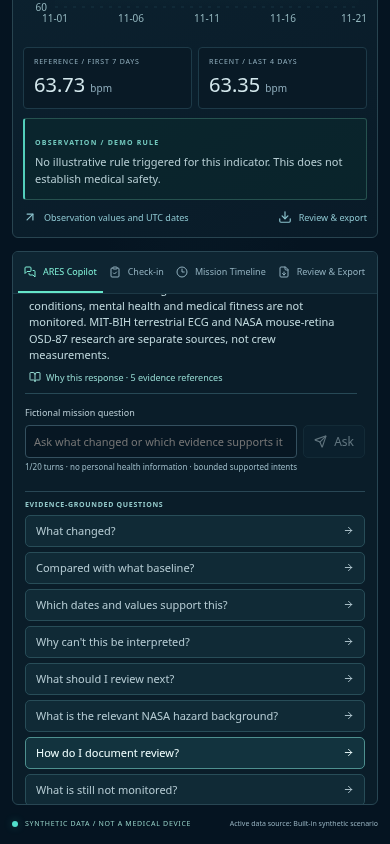 60
11-01 11-06 11-11 11-16 11-21
REFERENCE / FIRST 7 DAYS
63.73 bpm
RECENT / LAST 4 DAYS
63.35 bpm
OBSERVATION / DEMO RULE
No illustrative rule triggered for this indicator. This does not
establish medical safety.
Observation values and UTC dates
Review & export
ARES Copilot Check-in Mission Timeline Review & Export
conditions, mental health and medical fitness are not
monitored. MIT-BIH terrestrial ECG and NASA mouse-retina
OSD-87 research are separate sources, not crew
measurements.
Why this response · 5 evidence references
Fictional mission question
Ask what changed or which evidence supports it
Ask
1/20 turns · no personal health information · bounded supported intents
EVIDENCE-GROUNDED QUESTIONS
What changed?
Compared with what baseline?
Which dates and values support this?
Why can't this be interpreted?
What should I review next?
What is the relevant NASA hazard background?
How do I document review?
What is still not monitored?
SYNTHETIC DATA / NOT A MEDICAL DEVICE
Active data source: Built-in synthetic scenario